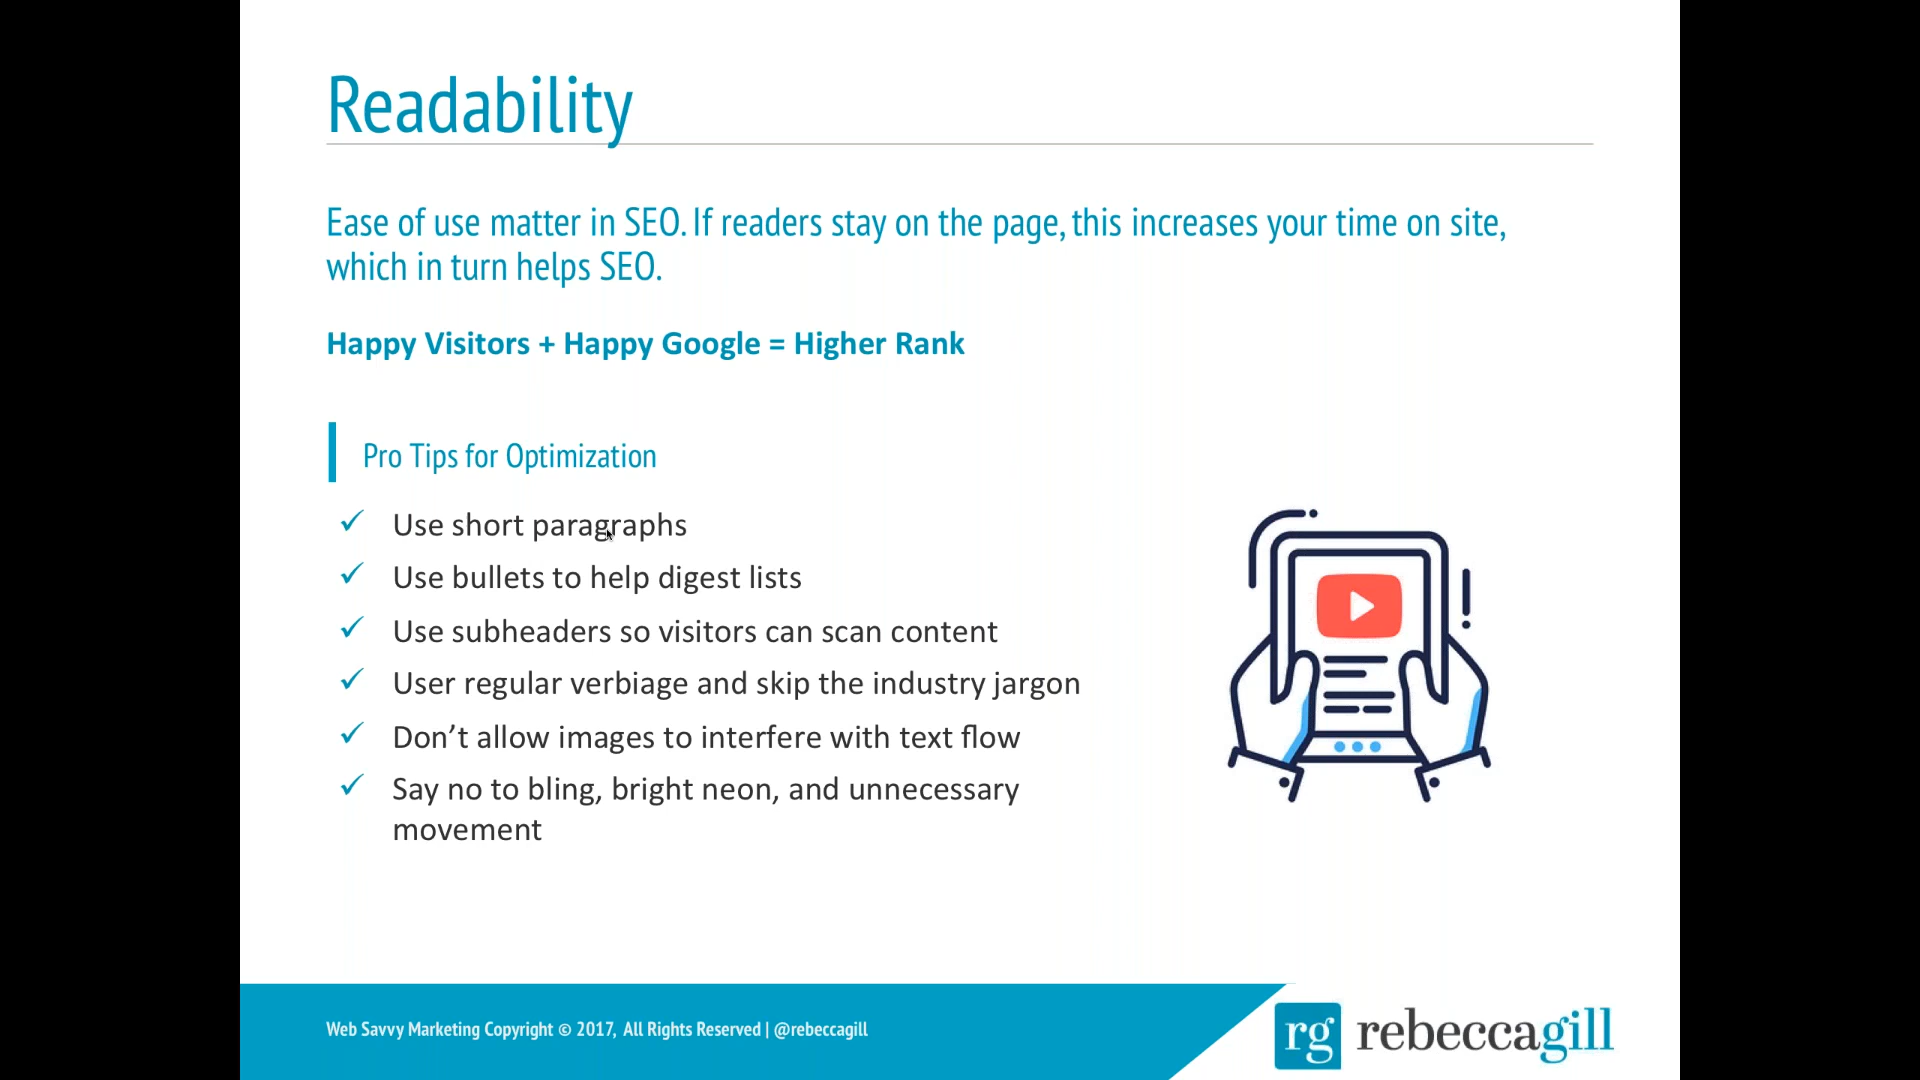 Readability
Ease of use matter in SEO. If readers stay on the page, this increases your time on site,
which in turn helps SEO.
Happy Visitors + Happy Google = Higher Rank
Pro Tips for Optimization
Use short paragraphs
Use bullets to help digest lists
Use subheaders so visitors can scan content
User regular verbiage and skip the industry jargon
Don’t allow images to interfere with text flow
Say no to bling, bright neon, and unnecessary
movement
Web Savvy Marketing Copyright © 2017, All Rights Reserved | @rebeccagill
rg rebeccagill